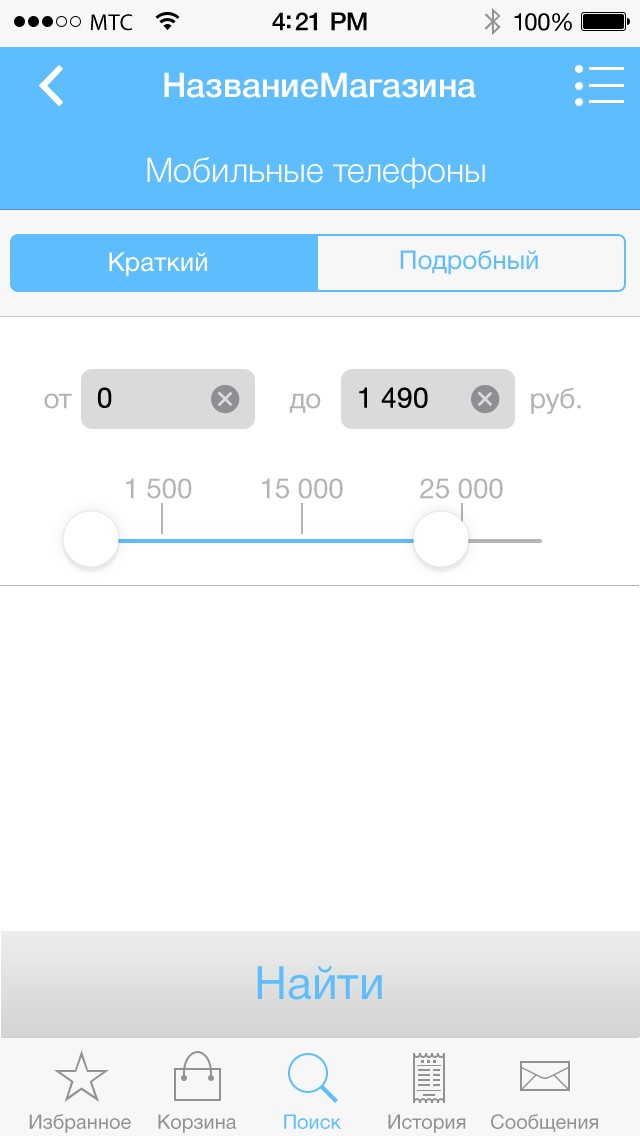 МТС 4:21 PM 100%
НазваниеМагазина
Мобильные телефоны
Краткий Подробный
от 0 до 1 490 руб.
1 500 15 000 25 000
Найти
Избранное Корзина Поиск История Сообщения